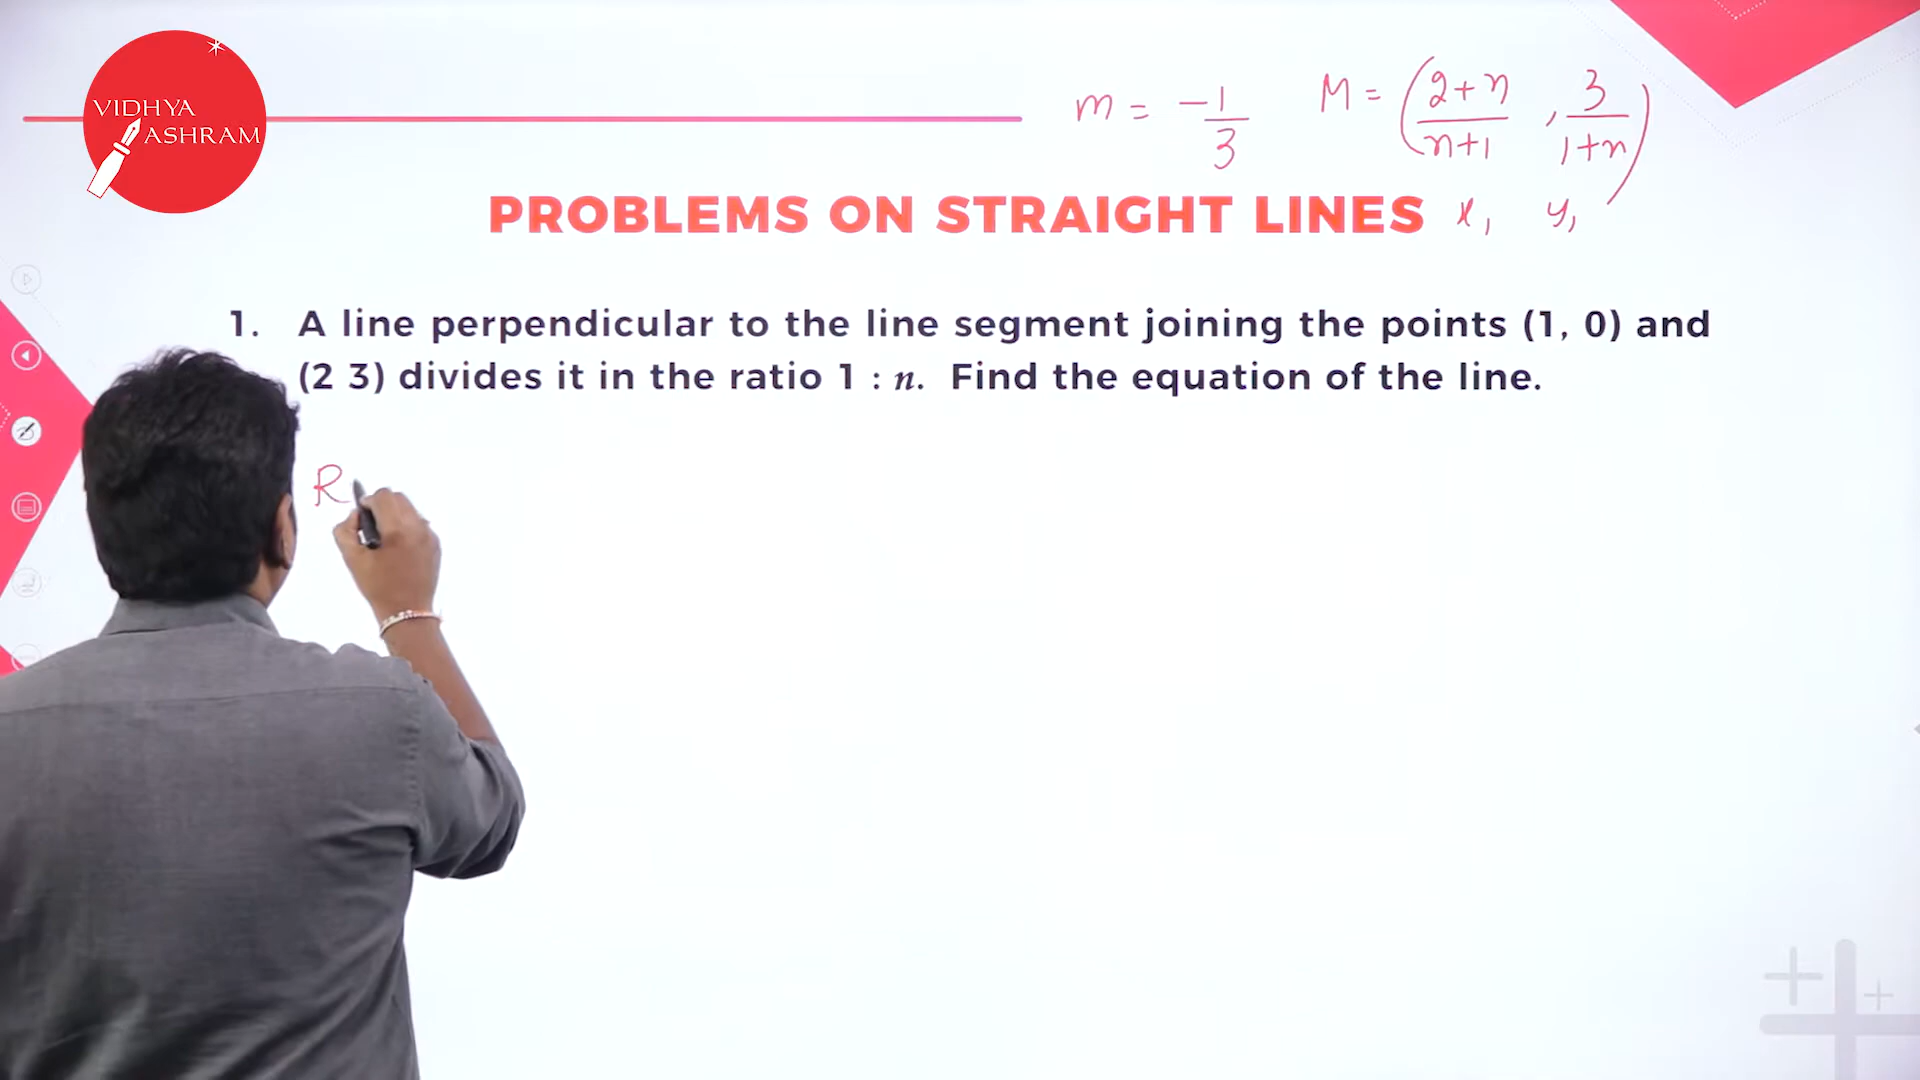 VIDHYA
ASHRAM
m = -1/3 M = (2+n/n+1 , 3/1+n)
PROBLEMS ON STRAIGHT LINES x₁ y₁
1. A line perpendicular to the line segment joining the points (1, 0) and
(2 3) divides it in the ratio 1 : n. Find the equation of the line.
R